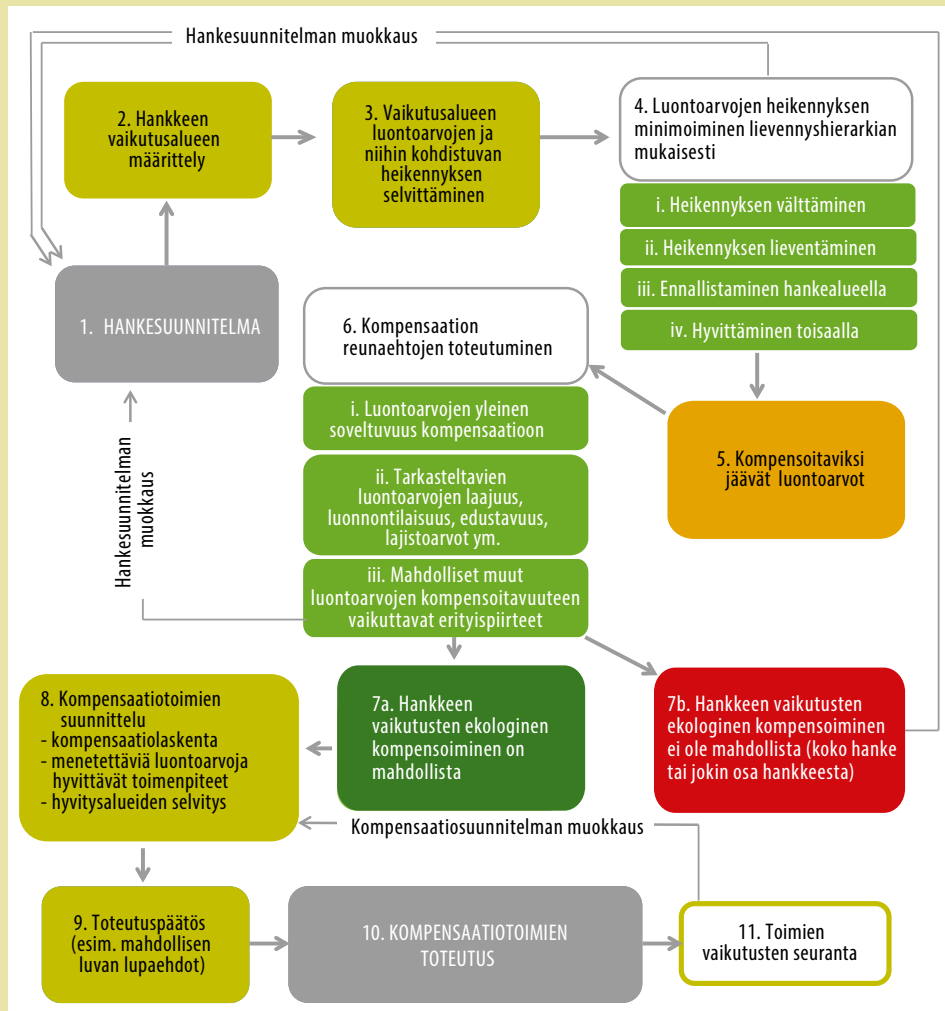 Hankesuunnitelman muokkaus
2. Hankkeen
vaikutusalueen
määrittely
3. Vaikutusalueen
luontoarvojen ja
niihin kohdistuvan
heikennyksen
selvittäminen
4. Luontoarvojen heikennyksen
minimoiminen lievennyshierarkian
mukaisesti
i. Heikennyksen välttäminen
ii. Heikennyksen lieventäminen
iii. Ennallistaminen hankealueella
iv. Hyvittäminen toisaalla
1. HANKESUUNNITELMA
6. Kompensaation
reunaehtojen toteutuminen
i. Luontoarvojen yleinen
soveltuvuus kompensaatioon
ii. Tarkasteltavien
luontoarvojen laajuus,
luonnontilaisuus, edustavuus,
lajistoarvot ym.
iii. Mahdolliset muut
luontoarvojen kompensoitavuuteen
vaikuttavat erityispiirteet
5. Kompensoitaviksi
jäävät luontoarvot
Hankesuunnitelman
muokkaus
7a. Hankkeen
vaikutusten ekologinen
kompensoiminen on
mahdollista
7b. Hankkeen vaikutusten
ekologinen kompensoiminen
ei ole mahdollista (koko hanke
tai jokin osa hankkeesta)
8. Kompensaatiotoimien
suunnittelu
- kompensaatiolaskenta
- menetettäviä luontoarvoja
hyvittävät toimenpiteet
- hyvitysalueiden selvitys
Kompensaatiosuunnitelman muokkaus
9. Toteutuspäätös
(esim. mahdollisen
luvan lupaehdot)
10. KOMPENSAATIOTOIMIEN
TOTEUTUS
11. Toimien
vaikutusten seuranta